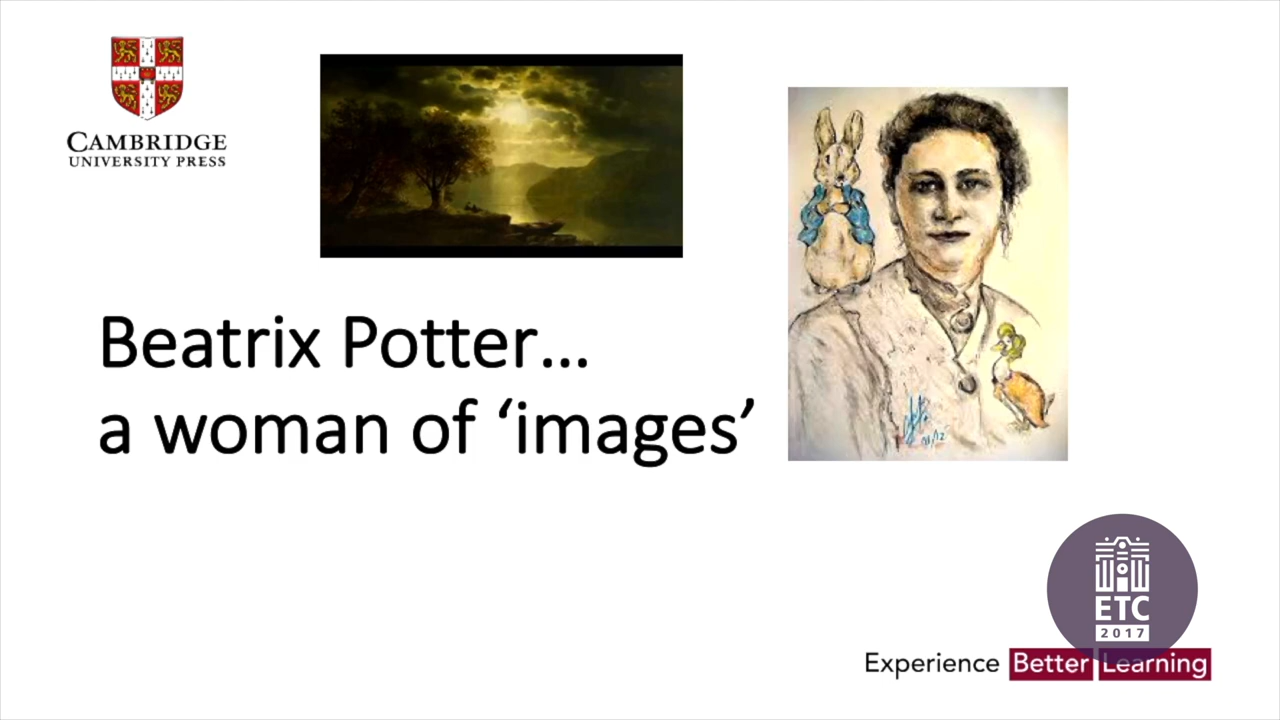 CAMBRIDGE
UNIVERSITY PRESS
Beatrix Potter...
a woman of ‘images’
ETC
2017
Experience Better Learning